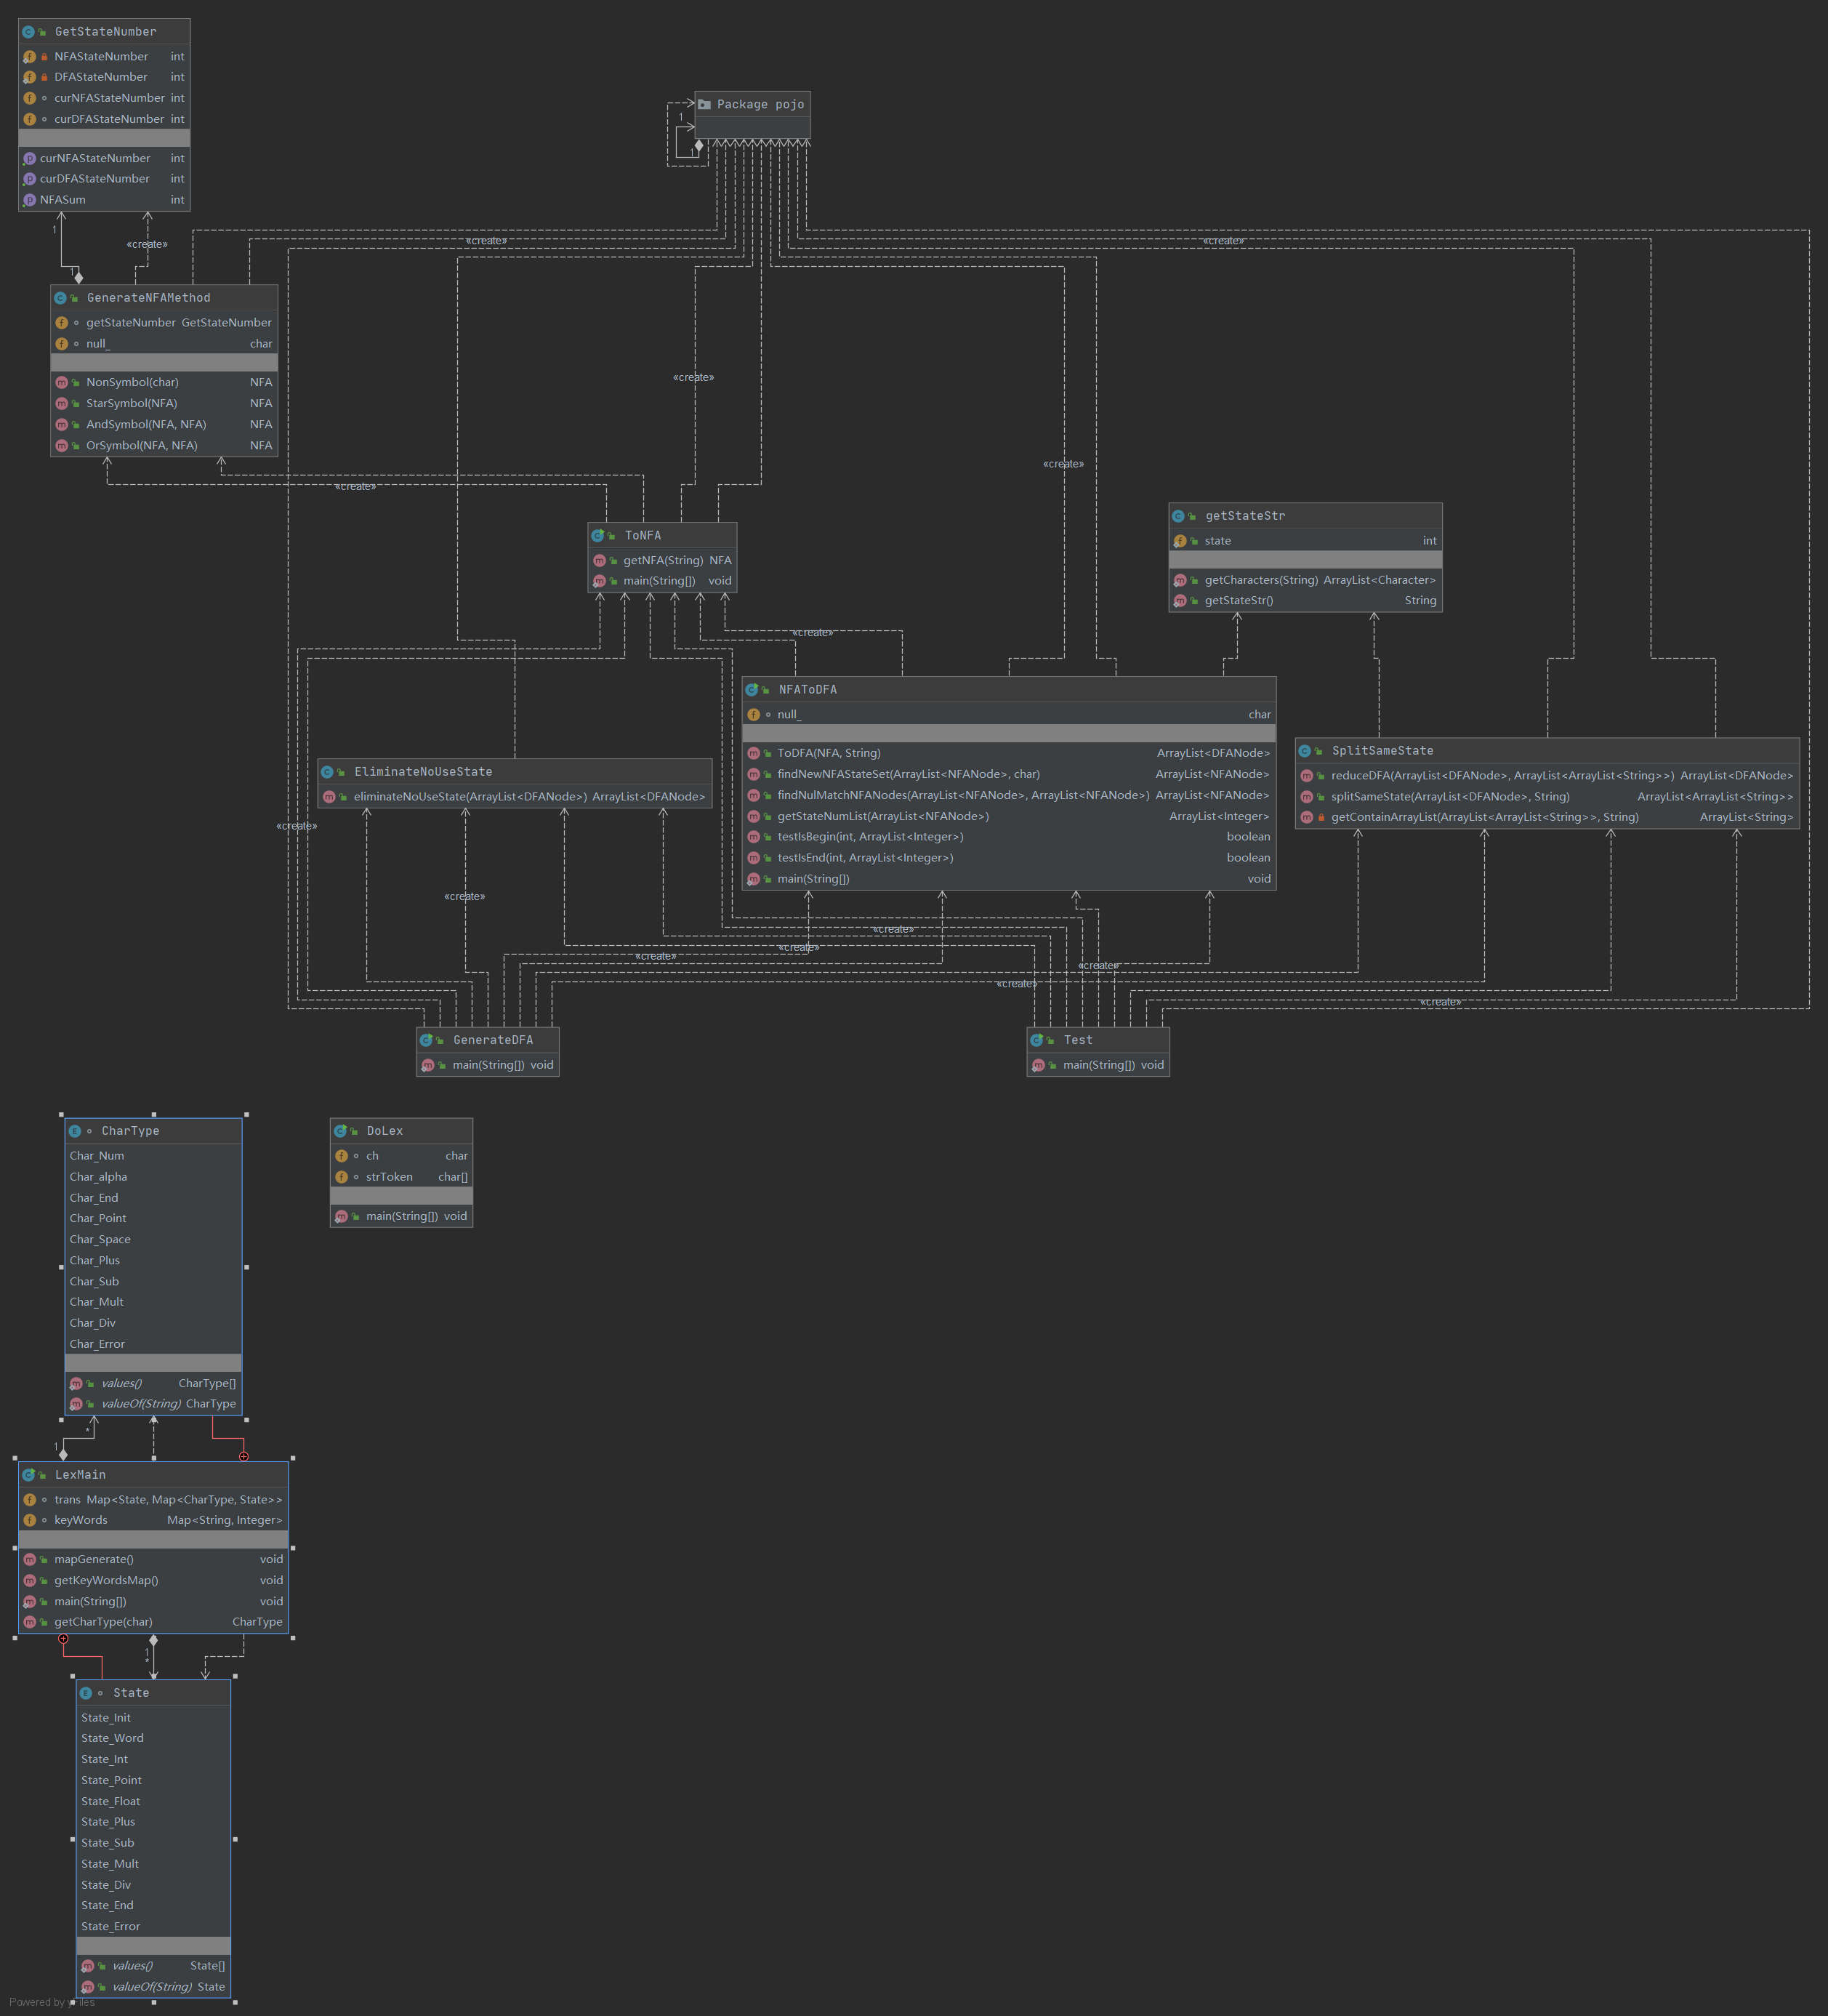 GetStateNumber
NFAStateNumber int
DFAStateNumber int
curNFAStateNumber int
curDFAStateNumber int
curNFAStateNumber int
curDFAStateNumber int
NFASum int
Package pojo
1
1
1
1
«create»
«create»
«create»
GenerateNFAMethod
getStateNumber GetStateNumber
null_ char
NonSymbol(char) NFA
StarSymbol(NFA) NFA
AndSymbol(NFA, NFA) NFA
OrSymbol(NFA, NFA) NFA
«create»
«create»
«create»
ToNFA
getNFA(String) NFA
main(String[]) void
getStateStr
state int
getCharacters(String) ArrayList<Character>
getStateStr() String
«create»
NFAToDFA
null_ char
ToDFA(NFA, String) ArrayList<DFANode>
findNewNFAStateSet(ArrayList<NFANode>, char) ArrayList<NFANode>
findNulMatchNFANodes(ArrayList<NFANode>, ArrayList<NFANode>) ArrayList<NFANode>
getStateNumList(ArrayList<NFANode>) ArrayList<Integer>
testIsBegin(int, ArrayList<Integer>) boolean
testIsEnd(int, ArrayList<Integer>) boolean
main(String[]) void
SplitSameState
reduceDFA(ArrayList<DFANode>, ArrayList<ArrayList<String>>) ArrayList<DFANode>
splitSameState(ArrayList<DFANode>, String) ArrayList<ArrayList<String>>
getContainArrayList(ArrayList<ArrayList<String>>, String) ArrayList<String>
EliminateNoUseState
eliminateNoUseState(ArrayList<DFANode>) ArrayList<DFANode>
«create»
«create»
«create»
«create»
«create»
«create»
«create»
«create»
GenerateDFA
main(String[]) void
Test
main(String[]) void
CharType
Char_Num
Char_alpha
Char_End
Char_Point
Char_Space
Char_Plus
Char_Sub
Char_Mult
Char_Div
Char_Error
values() CharType[]
valueOf(String) CharType
DoLex
ch char
strToken char[]
main(String[]) void
*
1
LexMain
trans Map<State, Map<CharType, State>>
keyWords Map<String, Integer>
mapGenerate() void
getKeyWordsMap() void
main(String[]) void
getCharType(char) CharType
1
*
State
State_Init
State_Word
State_Int
State_Point
State_Float
State_Plus
State_Sub
State_Mult
State_Div
State_End
State_Error
values() State[]
valueOf(String) State
Powered by yFiles